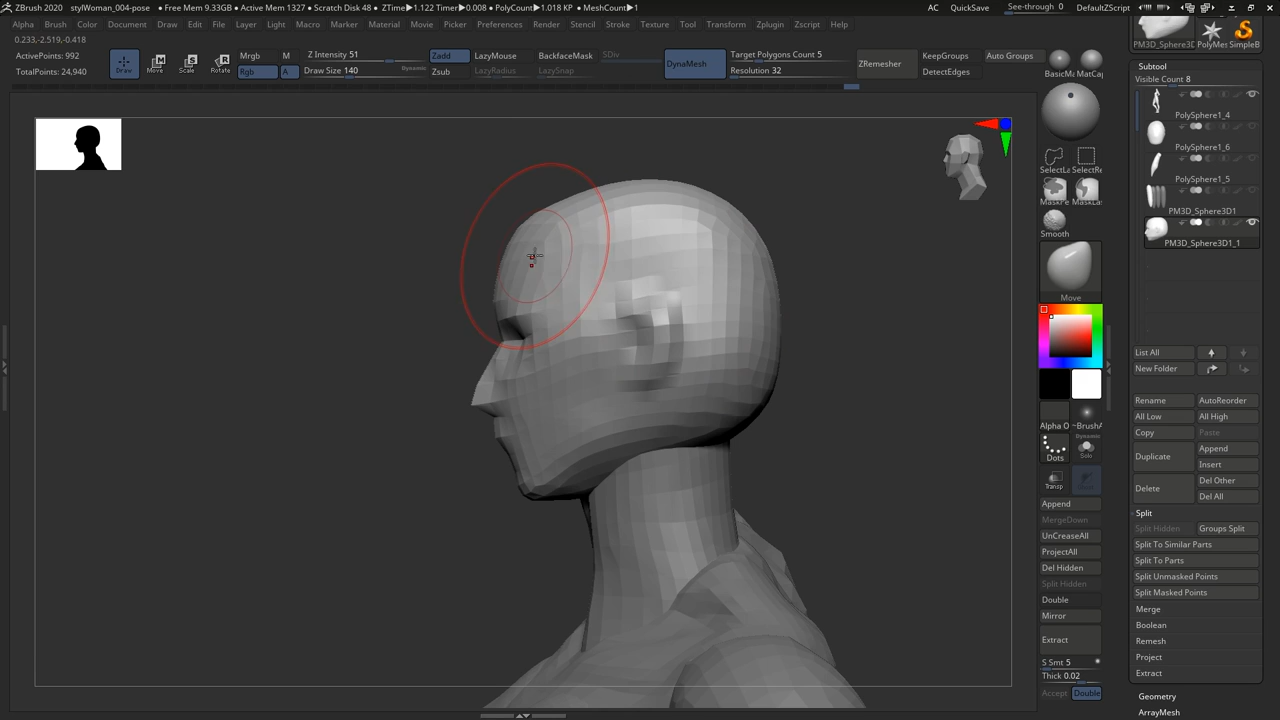 ZBrush 2020 • stylWoman_004-pose • Free Mem 9.33GB • Active Mem 1327 • Scratch Disk 48 • ZTime▶1.122 Timer▶0.008 • PolyCount▶1.018 KP • MeshCount▶1 AC QuickSave See-through 0 Menus DefaultZScript
Alpha Brush Color Document Draw Edit File Layer Light Macro Marker Material Movie Picker Preferences Render Stencil Stroke Texture Tool Transform Zplugin Zscript Help
0.233,-2.519,-0.418
ActivePoints: 992
TotalPoints: 24,940
Draw
Move
Scale
Rotate
Mrgb M
Rgb A
Z Intensity 51
Draw Size 140
Dynamic
Zadd
Zsub
LazyMouse
LazyRadius
BackfaceMask
LazySnap
SDiv
DynaMesh
Target Polygons Count 5
Resolution 32
ZRemesher
KeepGroups
DetectEdges
Auto Groups
BasicMa MatCap
SelectLa SelectRe
MaskPe MaskLas
Smooth
Move
Alpha O ~BrushA
Dots
Dynamic
Solo
Transp
Append
MergeDown
UnCreaseAll
ProjectAll
Del Hidden
Split Hidden
Double
Mirror
Extract
S Smt 5
Thick 0.02
Accept Double
PM3D_Sphere3D PolyMes SimpleB
Subtool
Visible Count 8
PolySphere1_4
PolySphere1_6
PolySphere1_5
PM3D_Sphere3D1
PM3D_Sphere3D1_1
List All
New Folder
Rename AutoReorder
All Low All High
Copy Paste
Duplicate
Append
Insert
Delete
Del Other
Del All
Split
Split Hidden Groups Split
Split To Similar Parts
Split To Parts
Split Unmasked Points
Split Masked Points
Merge
Boolean
Remesh
Project
Extract
Geometry
ArrayMesh